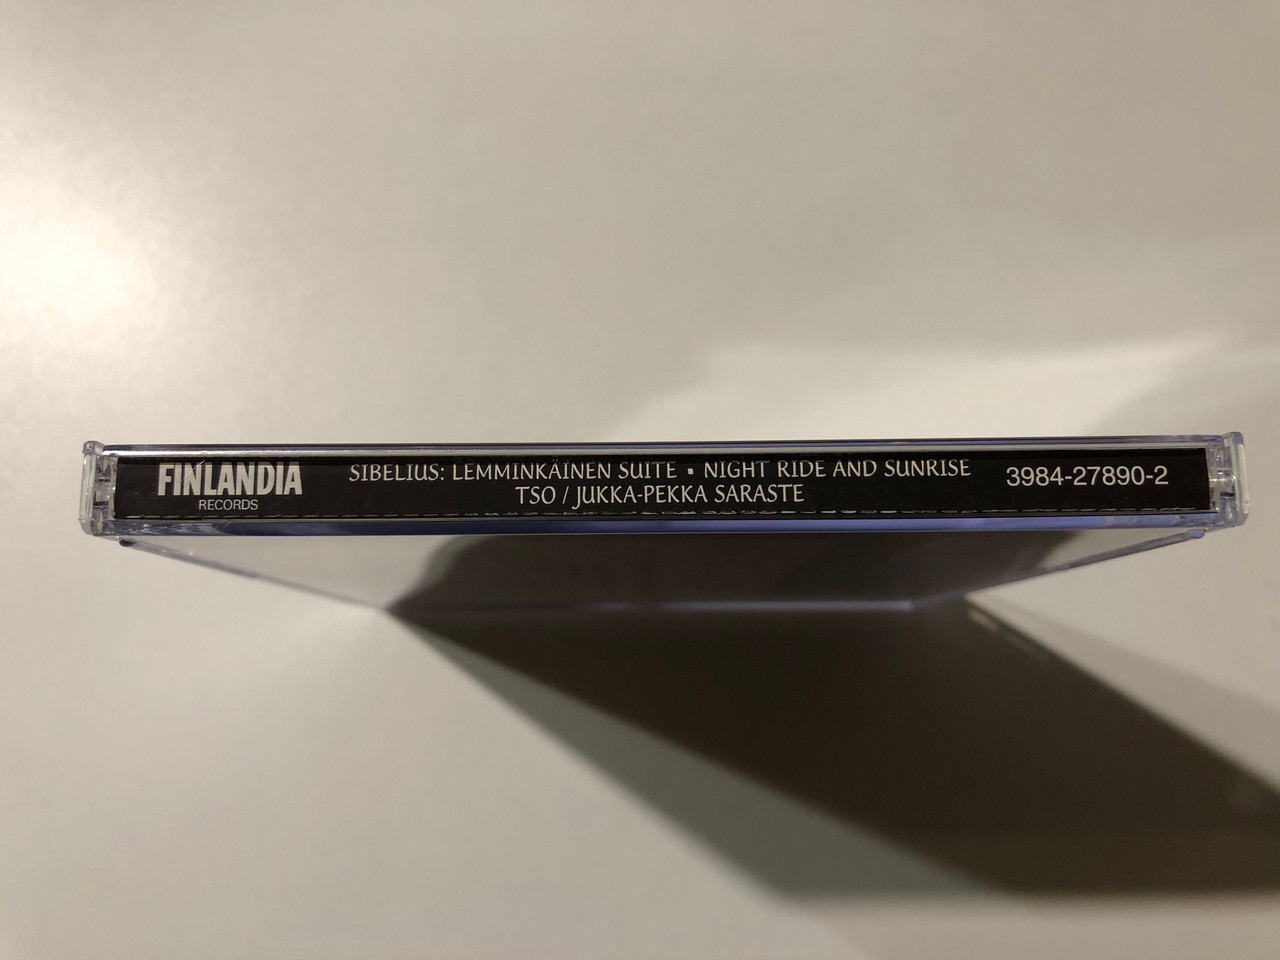 FINLANDIA
RECORDS
SIBELIUS: LEMMINKÄINEN SUITE ▪ NIGHT RIDE AND SUNRISE
TSO / JUKKA-PEKKA SARASTE
3984-27890-2